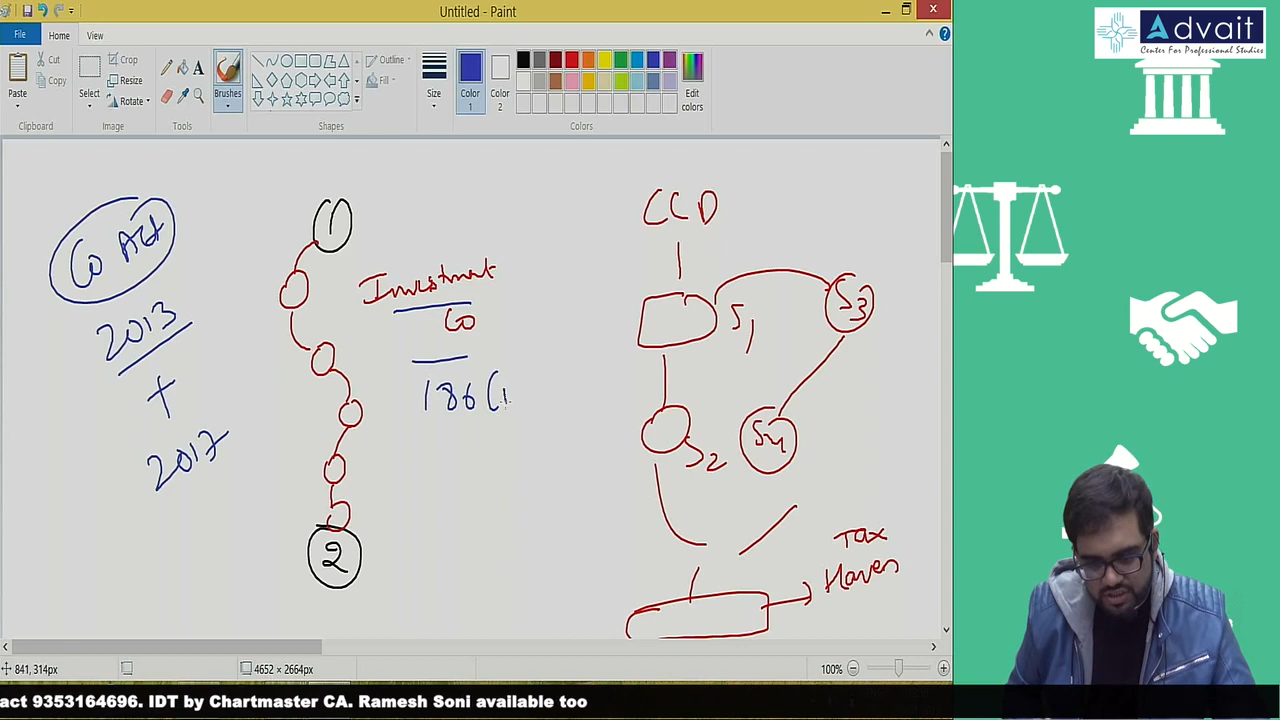 Untitled - Paint
File
Home
View
Cut
Copy
Paste
Clipboard
Select
Crop
Resize
Rotate
Image
A
Tools
Brushes
Outline
Fill
Shapes
Size
Color
1
Color
2
Edit
colors
Colors
Advait
Center For Professional Studies
Co Act
2013
+
2017
1
2
Investment
Co
186 (1
CCD
S1
S3
S2
S4
Tax
Haven
841, 314px
4652 × 2664px
100%
act 9353164696. IDT by Chartmaster CA. Ramesh Soni available too